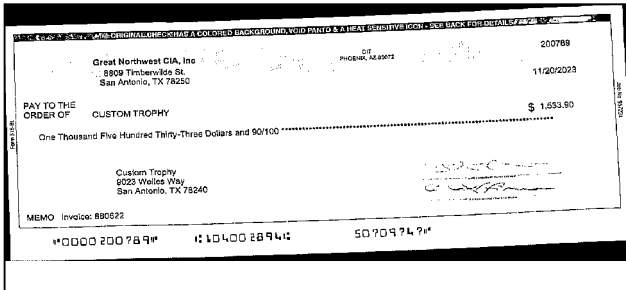 ORIGINAL CHECK HAS A COLORED BACKGROUND, VOID PANTO & A HEAT SENSITIVE ICON - SEE BACK FOR DETAILS
Great Northwest CIA, Inc
8809 Timberwilde St.
San Antonio, TX 78250
CIT
PHOENIX, AZ 85072
200789
11/20/2023
PAY TO THE
ORDER OF CUSTOM TROPHY
$ 1,533.90
One Thousand Five Hundred Thirty-Three Dollars and 90/100 ****
Custom Trophy
9023 Welles Way
San Antonio, TX 78240
MEMO Invoice: 880622
⑈0000200789⑈ ⑆104002894⑆ 50709747⑈